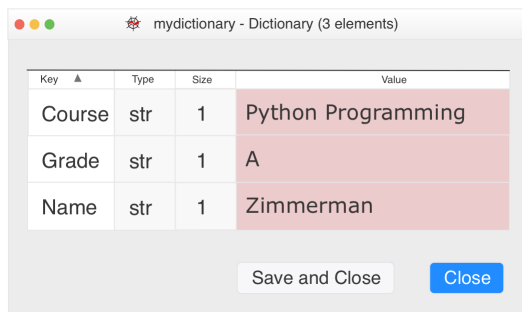 mydictionary - Dictionary (3 elements)
Key Type Size Value
Course str 1 Python Programming
Grade str 1 A
Name str 1 Zimmerman
Save and Close Close